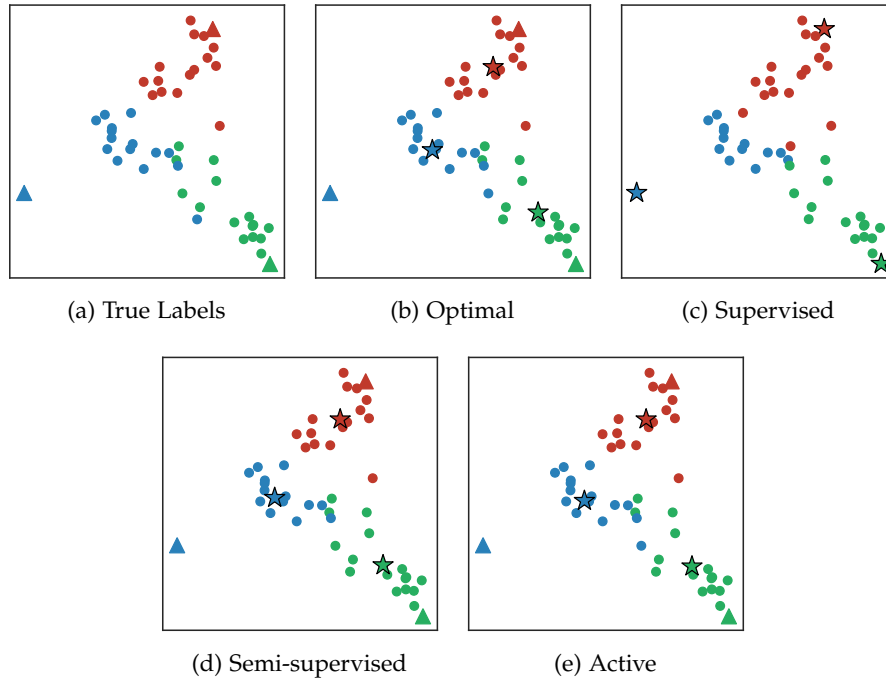 (a) True Labels
(b) Optimal
(c) Supervised
(d) Semi-supervised
(e) Active